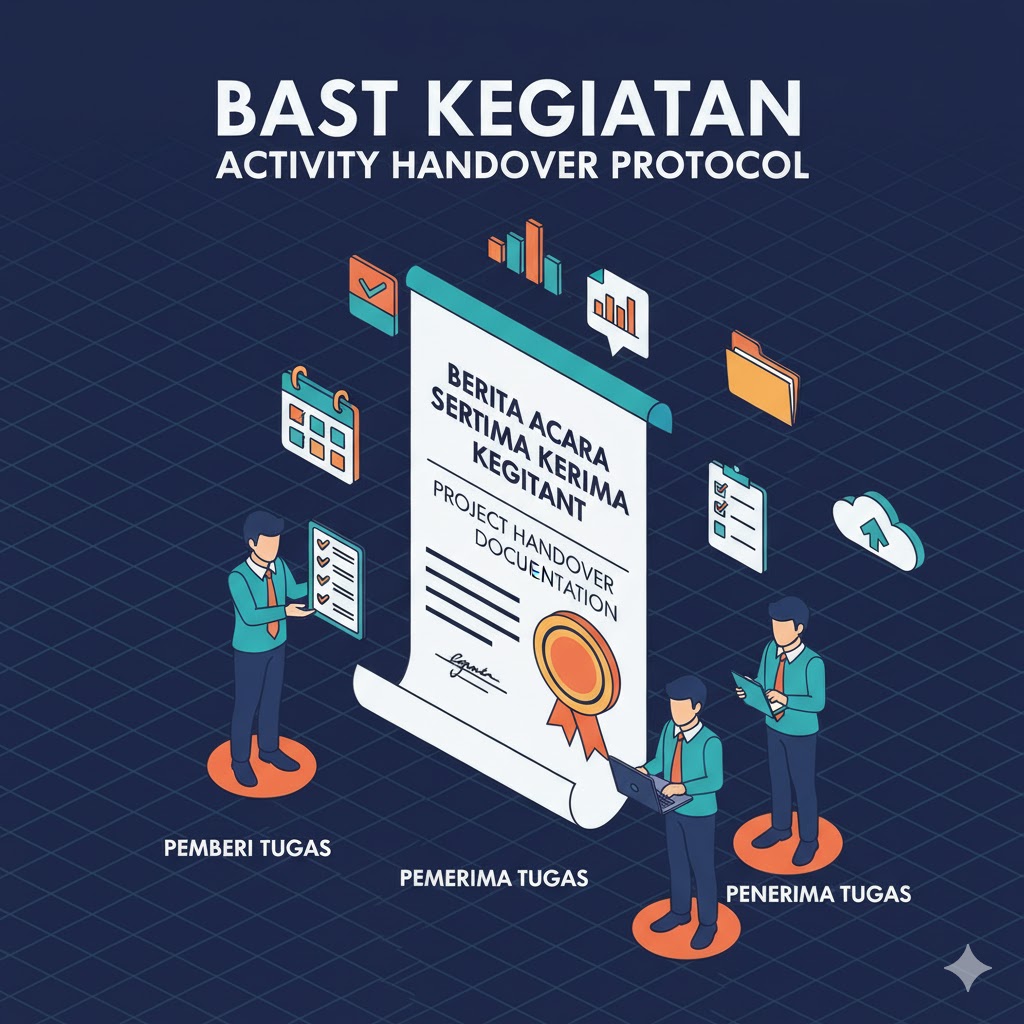 BAST KEGIATAN
ACTIVITY HANDOVER PROTOCOL
BERITA ACARA
SERTIMA KERIMA
KEGITANT
PROJECT HANDOVER
DOCUENTATION
PEMBERI TUGAS
PEMERIMA TUGAS
PENERIMA TUGAS